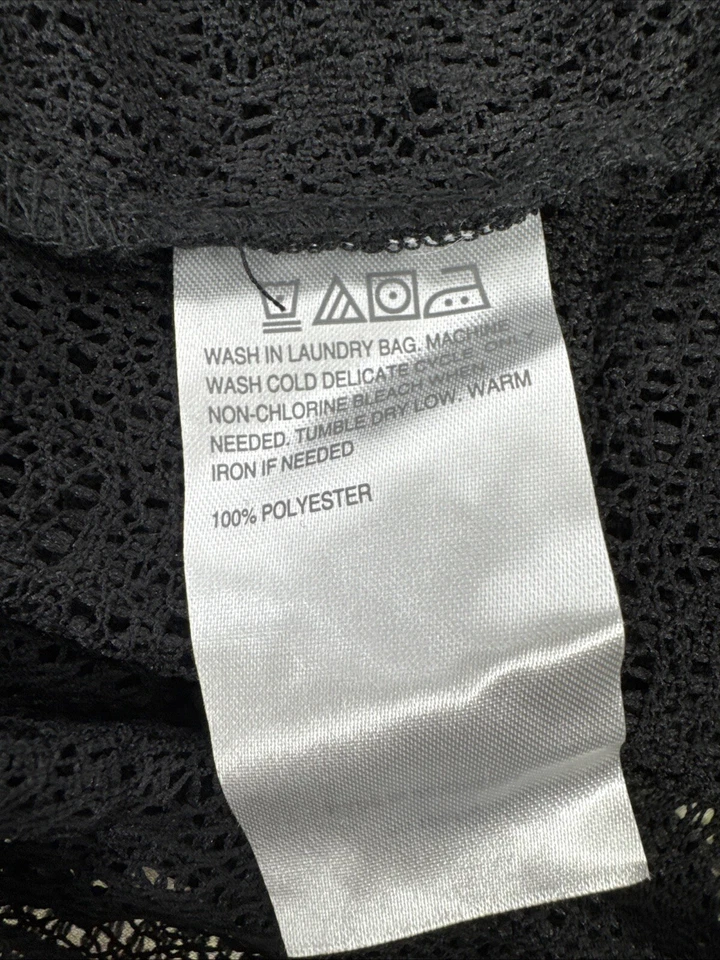 WASH IN LAUNDRY BAG. MACHINE
WASH COLD DELICATE CYCLE. ONLY
NON-CHLORINE BLEACH WHEN
NEEDED. TUMBLE DRY LOW. WARM
IRON IF NEEDED
100% POLYESTER